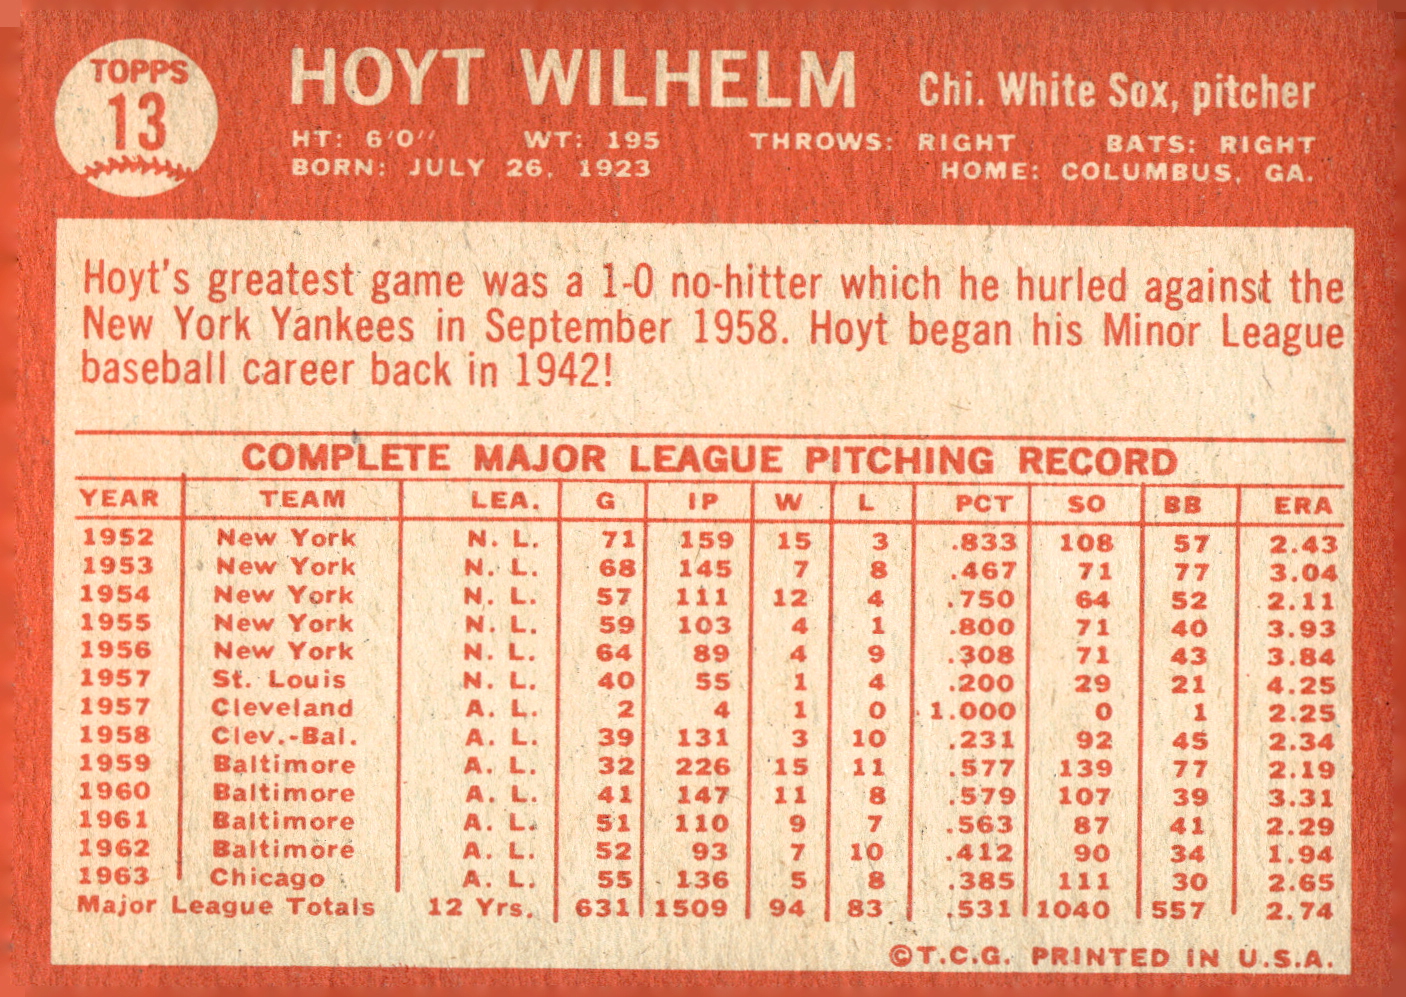 TOPPS
13
HOYT WILHELM Chi. White Sox, pitcher
HT: 6'0" WT: 195 THROWS: RIGHT BATS: RIGHT
BORN: JULY 26, 1923 HOME: COLUMBUS, GA.
Hoyt's greatest game was a 1-0 no-hitter which he hurled against the
New York Yankees in September 1958. Hoyt began his Minor League
baseball career back in 1942!
COMPLETE MAJOR LEAGUE PITCHING RECORD
YEAR TEAM LEA. G IP W L PCT SO BB ERA
1952 New York N. L. 71 159 15 3 .833 108 57 2.43
1953 New York N. L. 68 145 7 8 .467 71 77 3.04
1954 New York N. L. 57 111 12 4 .750 64 52 2.11
1955 New York N. L. 59 103 4 1 .800 71 40 3.93
1956 New York N. L. 64 89 4 9 .308 71 43 3.84
1957 St. Louis N. L. 40 55 1 4 .200 29 21 4.25
1957 Cleveland A. L. 2 4 1 0 1.000 0 1 2.25
1958 Clev.-Bal. A. L. 39 131 3 10 .231 92 45 2.34
1959 Baltimore A. L. 32 226 15 11 .577 139 77 2.19
1960 Baltimore A. L. 41 147 11 8 .579 107 39 3.31
1961 Baltimore A. L. 51 110 9 7 .563 87 41 2.29
1962 Baltimore A. L. 52 93 7 10 .412 90 34 1.94
1963 Chicago A. L. 55 136 5 8 .385 111 30 2.65
Major League Totals 12 Yrs. 631 1509 94 83 .531 1040 557 2.74
©T.C.G. PRINTED IN U.S.A.